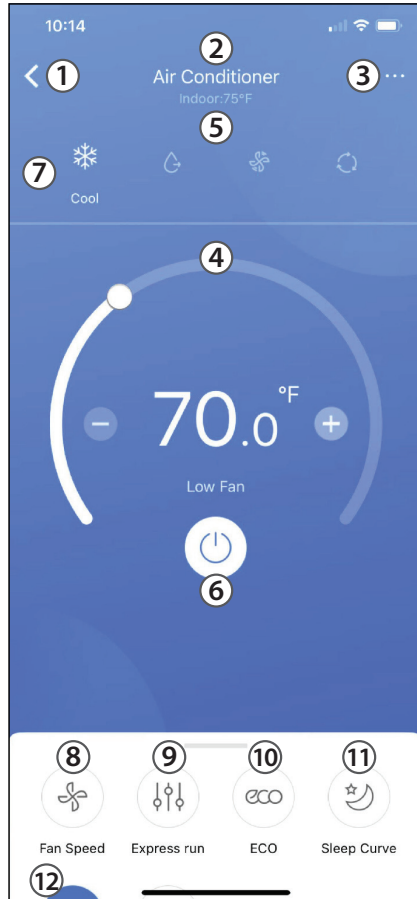 10:14
②
① Air Conditioner ③ ...
Indoor:75°F
⑤
⑦
Cool
④
70.0 °F
− +
Low Fan
⑥
⑧ ⑨ ⑩ ⑪
eco
Fan Speed Express run ECO Sleep Curve
⑫